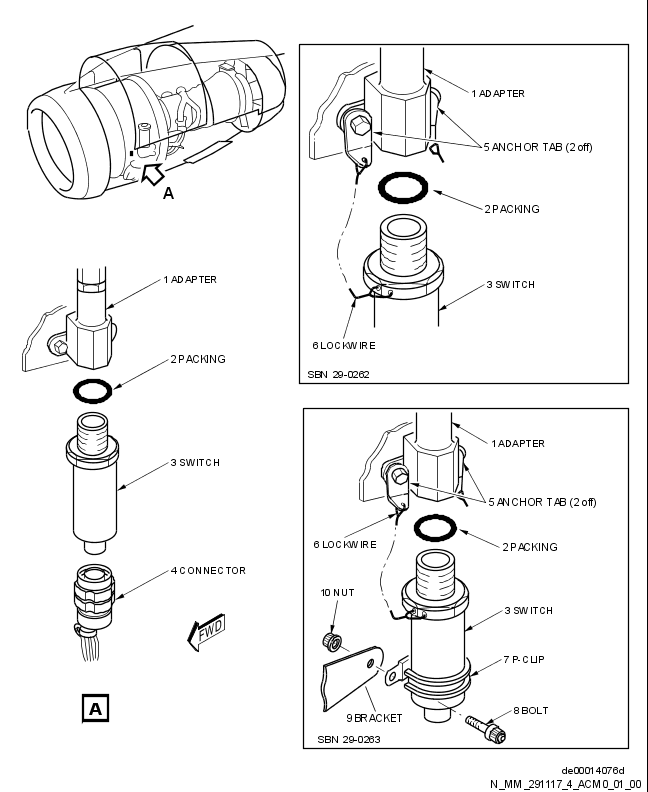 A
1 ADAPTER
2 PACKING
3 SWITCH
4 CONNECTOR
FWD
A
1 ADAPTER
5 ANCHOR TAB (2 off)
2 PACKING
3 SWITCH
6 LOCKWIRE
SBN 29-0262
1 ADAPTER
5 ANCHOR TAB (2 off)
6 LOCKWIRE
2 PACKING
10 NUT
3 SWITCH
7 P-CLIP
8 BOLT
9 BRACKET
SBN 29-0263
de00014076d
N_MM_291117_4_ACM0_01_00